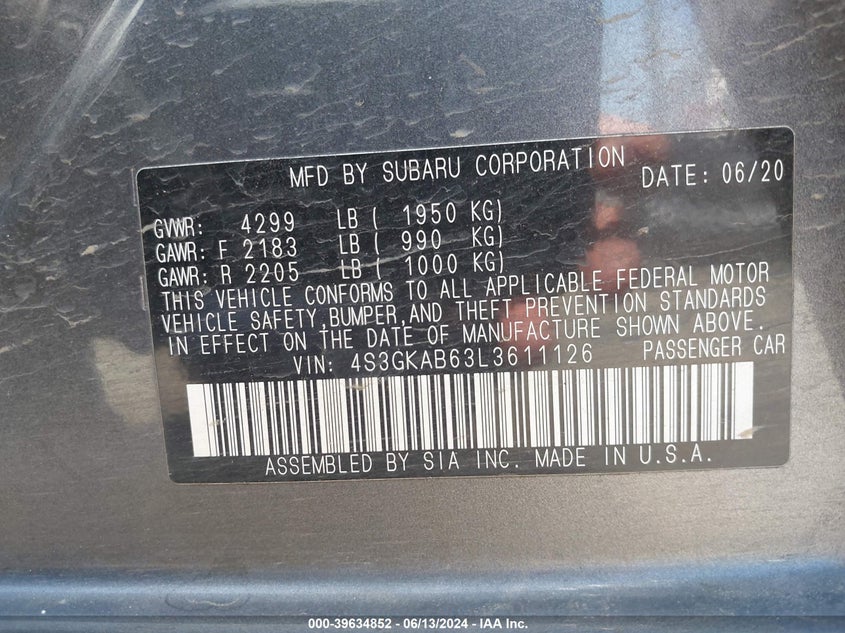 MFD BY SUBARU CORPORATION DATE: 06/20
GVWR: 4299 LB ( 1950 KG)
GAWR: F 2183 LB ( 990 KG)
GAWR: R 2205 LB ( 1000 KG)
THIS VEHICLE CONFORMS TO ALL APPLICABLE FEDERAL MOTOR
VEHICLE SAFETY,BUMPER,AND THEFT PREVENTION STANDARDS
IN EFFECT ON THE DATE OF MANUFACTURE SHOWN ABOVE.
VIN: 4S3GKAB63L3611126 PASSENGER CAR
ASSEMBLED BY SIA INC. MADE IN U.S.A.
000-39634852 - 06/13/2024 - IAA Inc.